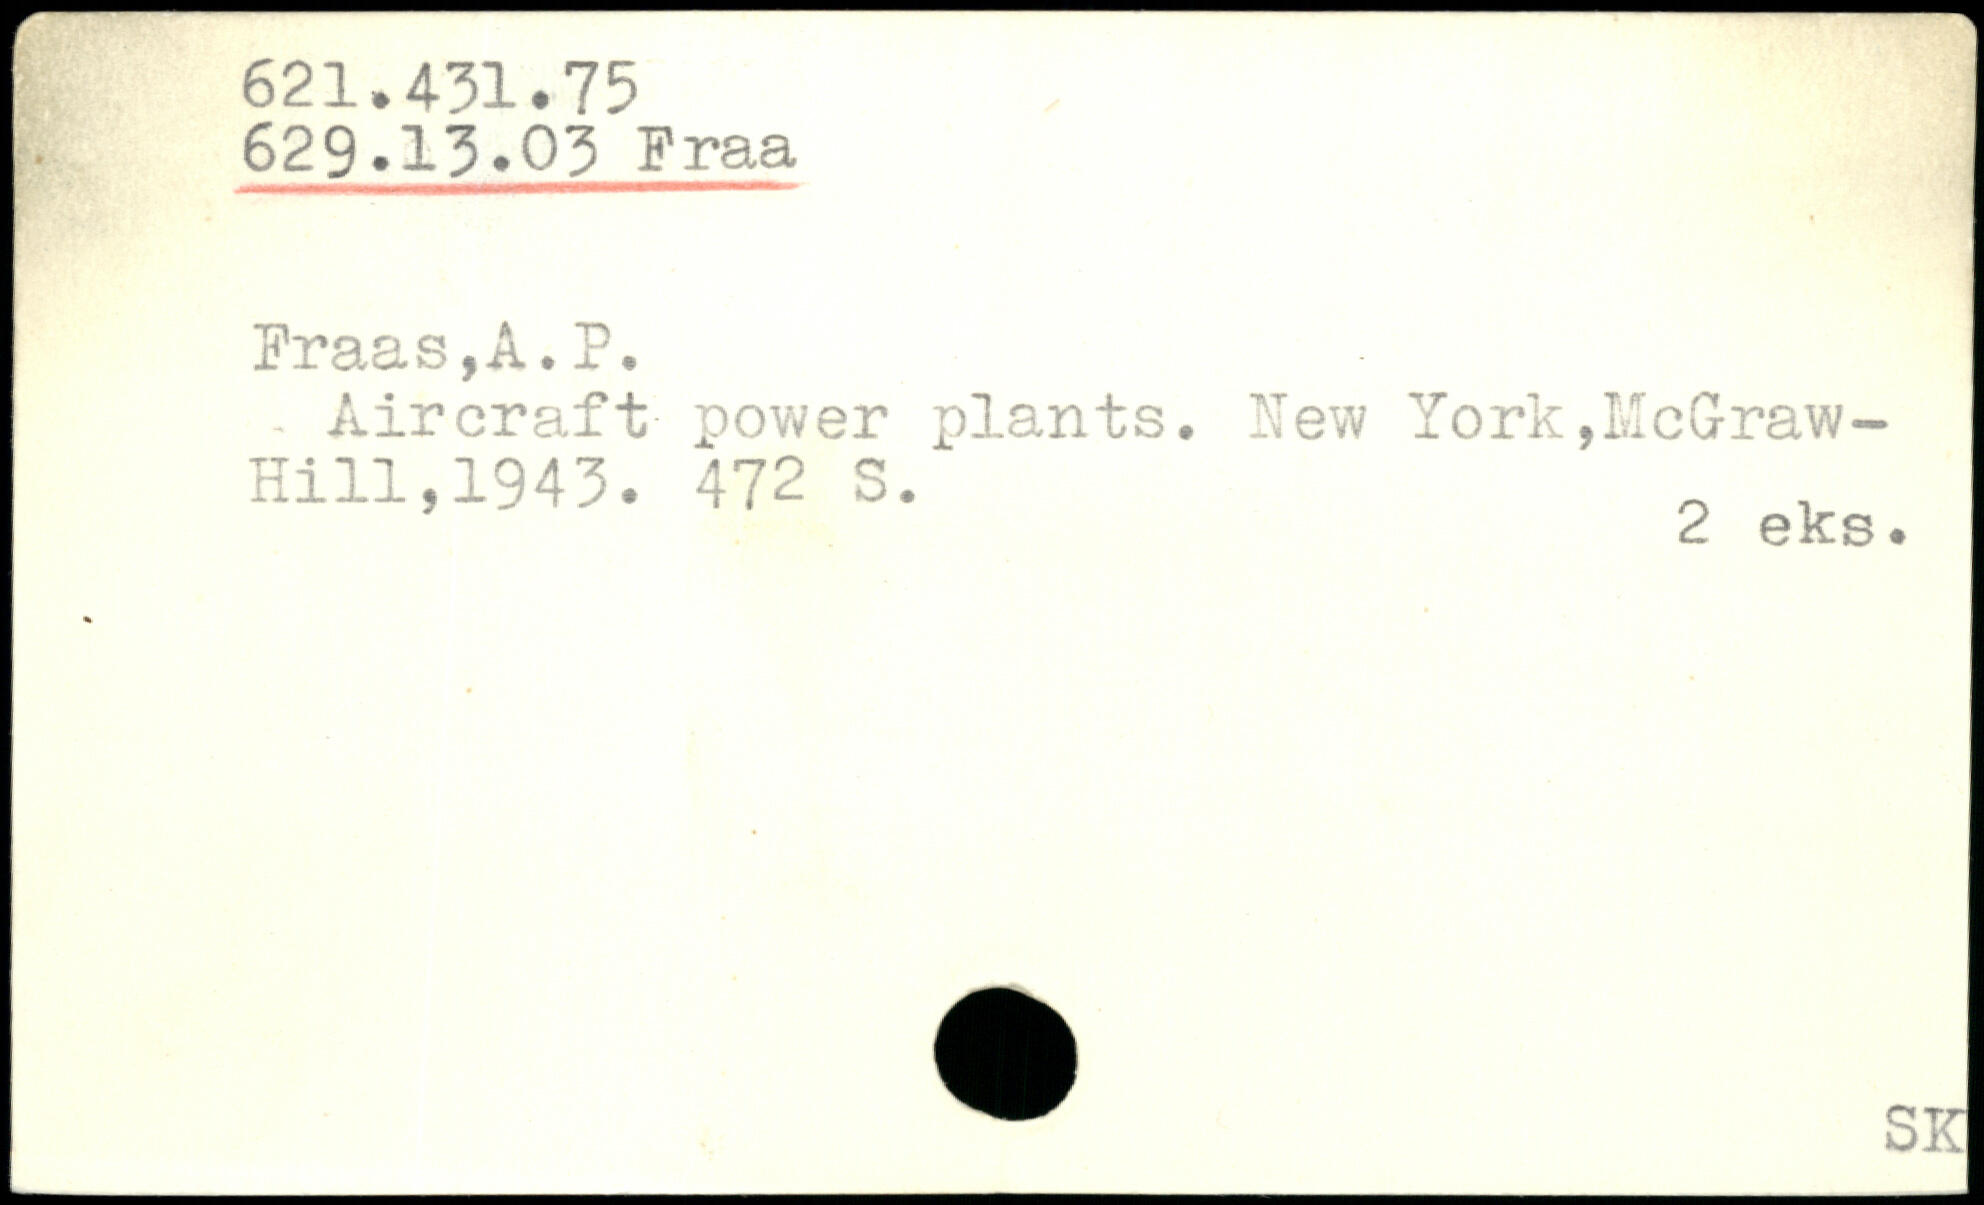 621.431.75
629.13.03 Fraa
Fraas,A.P.
Aircraft power plants. New York,McGraw-
Hill,1943. 472 S.
2 eks.
SK